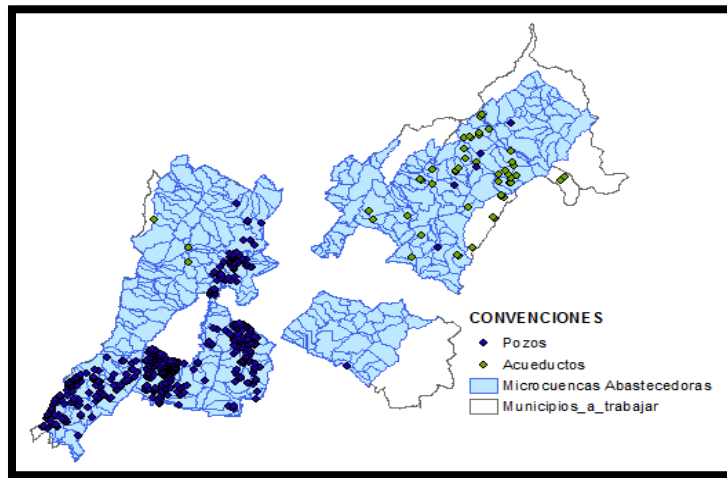 CONVENCIONES
Pozos
Acueductos
Microcuencas Abastecedoras
Municipios_a_trabajar